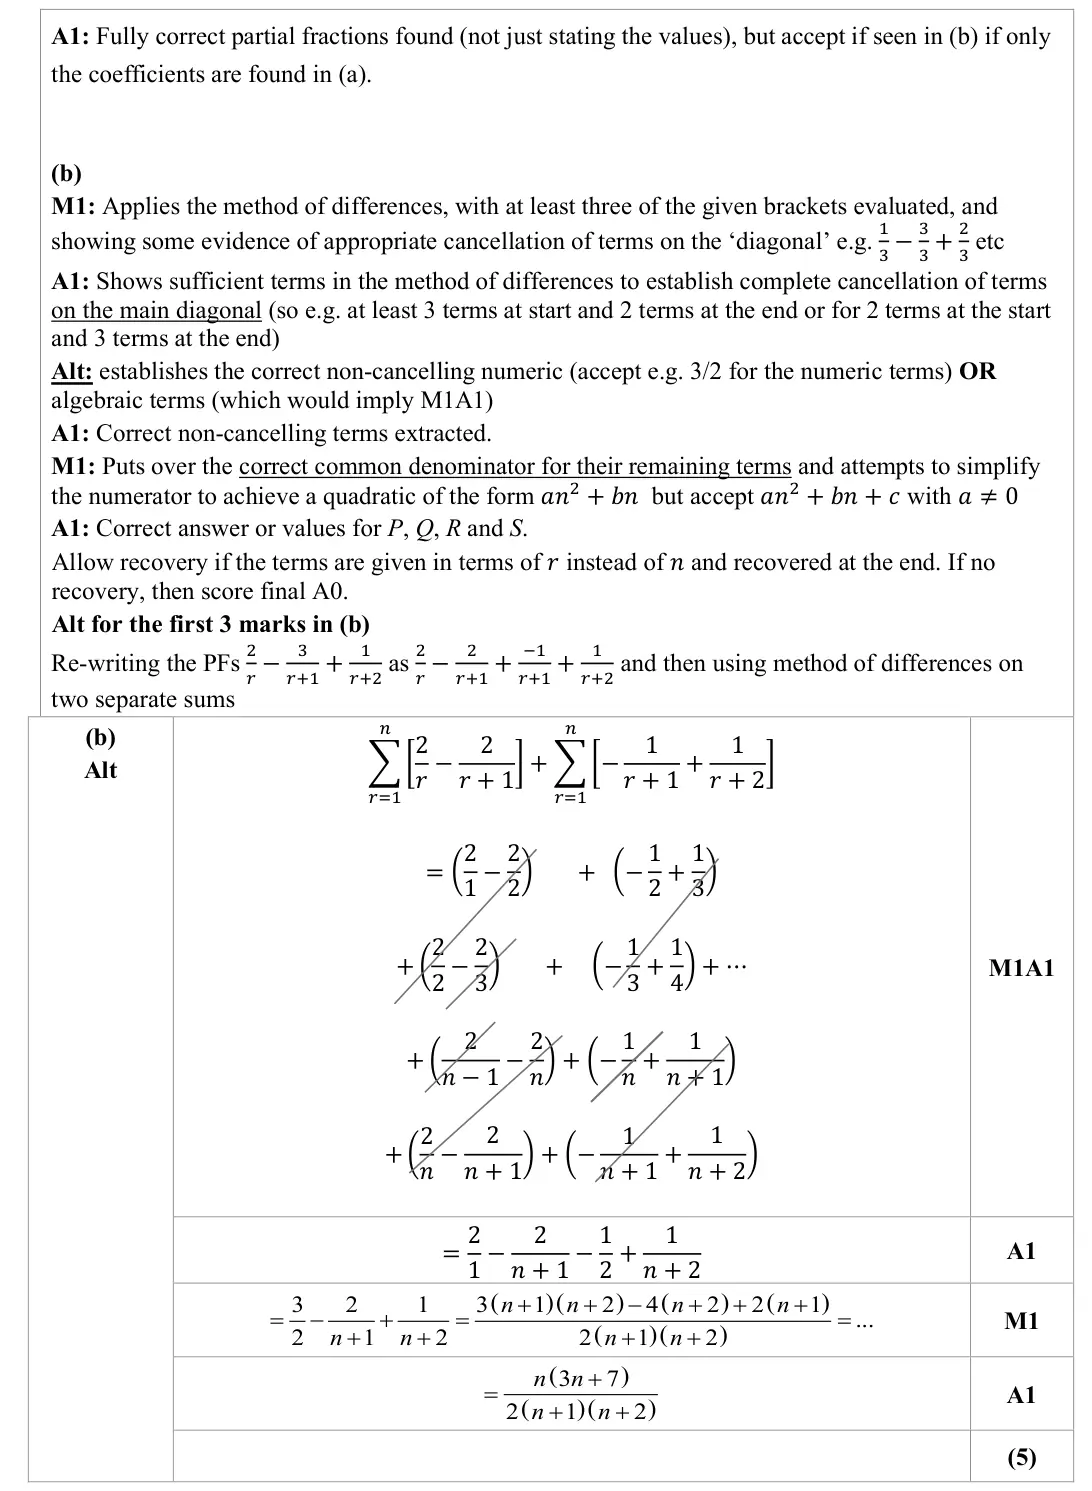 A1: Fully correct partial fractions found (not just stating the values), but accept if seen in (b) if only
the coefficients are found in (a).
(b)
M1: Applies the method of differences, with at least three of the given brackets evaluated, and
showing some evidence of appropriate cancellation of terms on the ‘diagonal’ e.g. 1/3 − 3/3 + 2/3 etc
A1: Shows sufficient terms in the method of differences to establish complete cancellation of terms
on the main diagonal (so e.g. at least 3 terms at start and 2 terms at the end or for 2 terms at the start
and 3 terms at the end)
Alt: establishes the correct non-cancelling numeric (accept e.g. 3/2 for the numeric terms) OR
algebraic terms (which would imply M1A1)
A1: Correct non-cancelling terms extracted.
M1: Puts over the correct common denominator for their remaining terms and attempts to simplify
the numerator to achieve a quadratic of the form an² + bn but accept an² + bn + c with a ≠ 0
A1: Correct answer or values for P, Q, R and S.
Allow recovery if the terms are given in terms of r instead of n and recovered at the end. If no
recovery, then score final A0.
Alt for the first 3 marks in (b)
Re-writing the PFs 2/r − 3/(r+1) + 1/(r+2) as 2/r − 2/(r+1) + −1/(r+1) + 1/(r+2) and then using method of differences on
two separate sums
(b)
Alt
∑_{r=1}^{n} [2/r − 2/(r + 1)] + ∑_{r=1}^{n} [− 1/(r + 1) + 1/(r + 2)]
= (2/1 − 2/2) + (− 1/2 + 1/3)
+ (2/2 − 2/3) + (− 1/3 + 1/4) + ⋯
+ (2/(n − 1) − 2/n) + (− 1/n + 1/(n + 1))
+ (2/n − 2/(n + 1)) + (− 1/(n + 1) + 1/(n + 2))
M1A1
= 2/1 − 2/(n + 1) − 1/2 + 1/(n + 2)
A1
= 3/2 − 2/(n+1) + 1/(n+2) = (3(n+1)(n+2)−4(n+2)+2(n+1))/(2(n+1)(n+2)) = ...
M1
= n(3n+7)/(2(n+1)(n+2))
A1
(5)